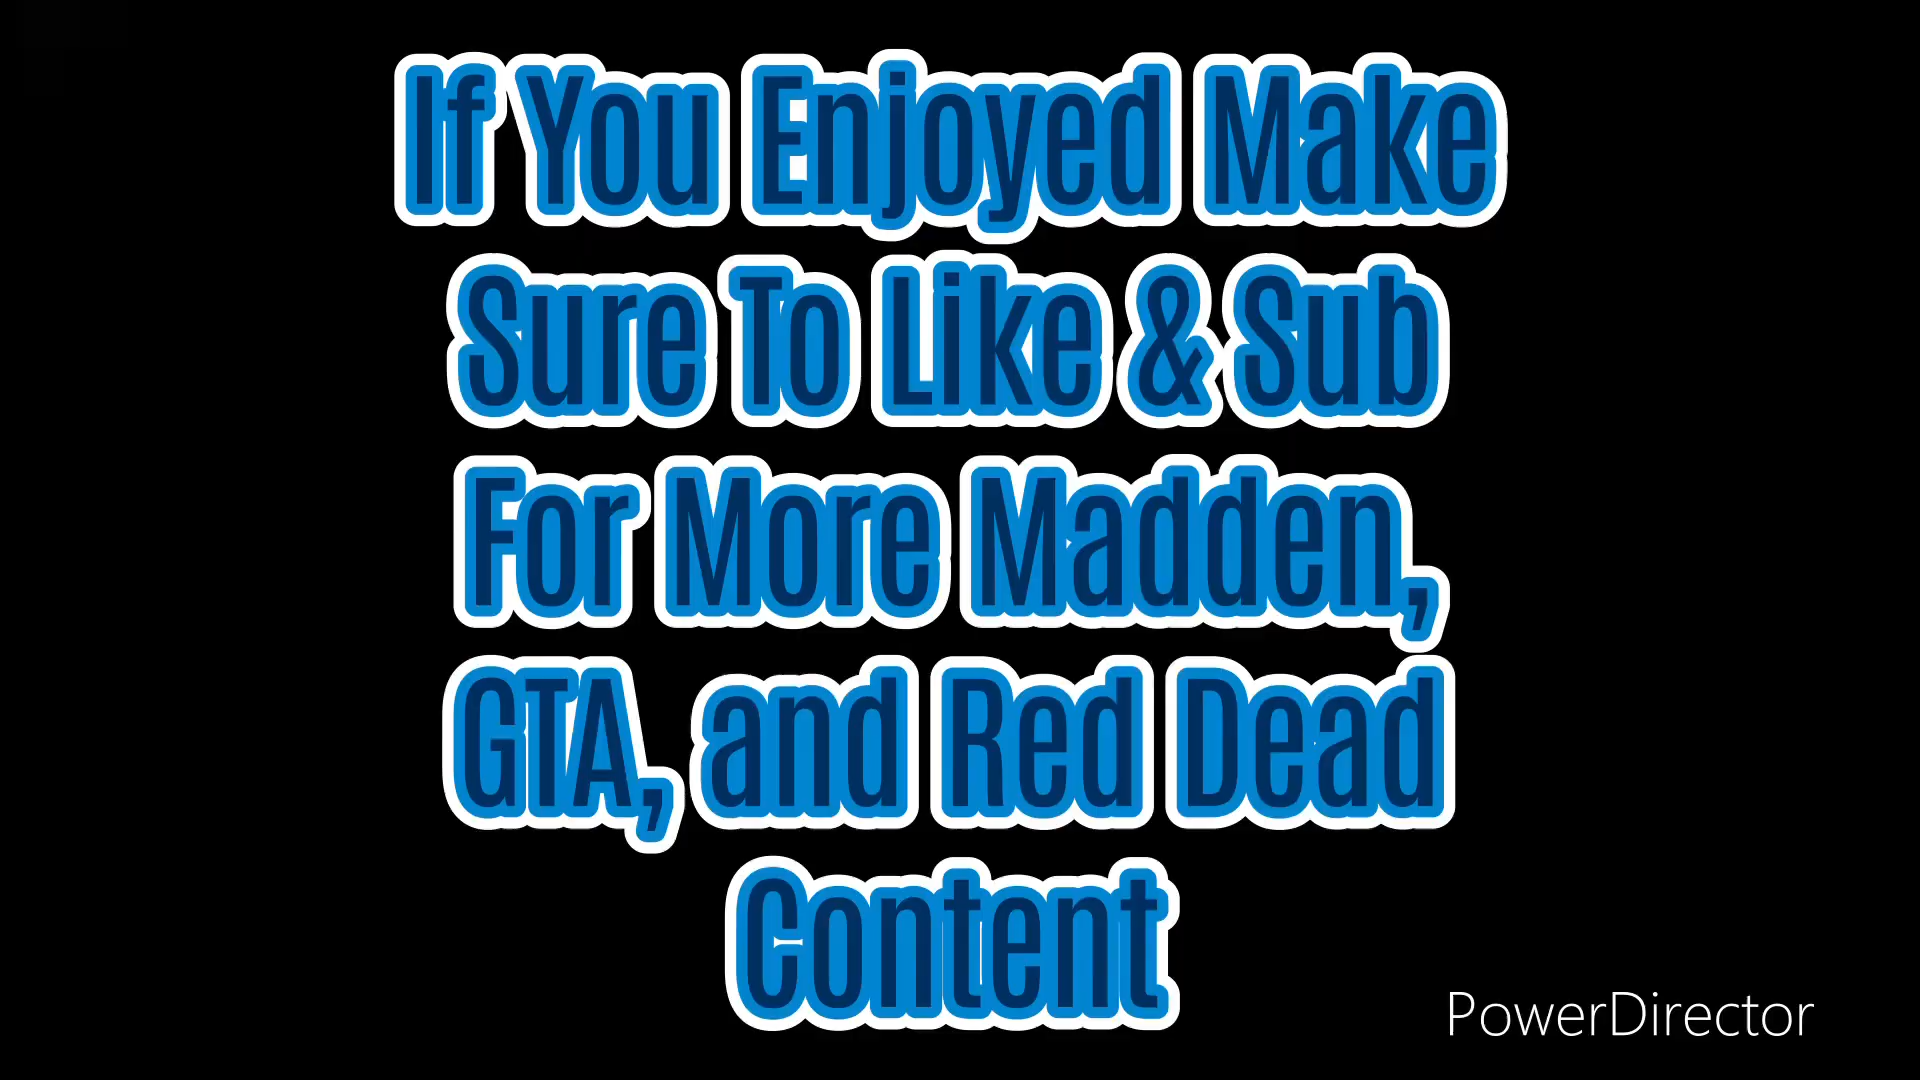 If You Enjoyed Make
Sure To Like & Sub
For More Madden,
GTA, and Red Dead
Content
PowerDirector